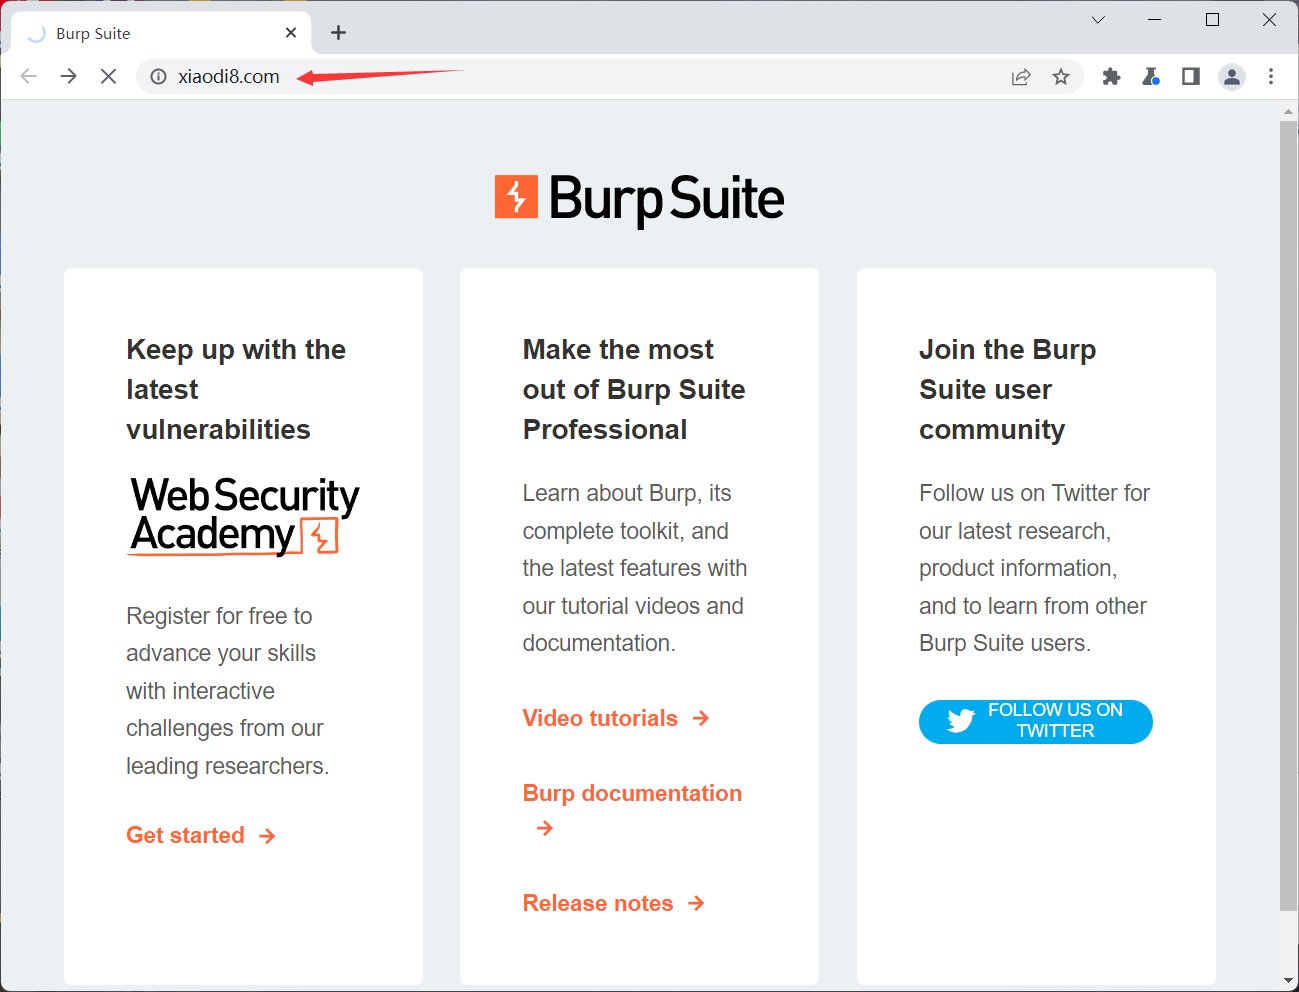 Burp Suite
xiaodi8.com
Burp Suite
Keep up with the
latest
vulnerabilities
Web Security
Academy
Register for free to
advance your skills
with interactive
challenges from our
leading researchers.
Get started
Make the most
out of Burp Suite
Professional
Learn about Burp, its
complete toolkit, and
the latest features with
our tutorial videos and
documentation.
Video tutorials
Burp documentation
Release notes
Join the Burp
Suite user
community
Follow us on Twitter for
our latest research,
product information,
and to learn from other
Burp Suite users.
FOLLOW US ON
TWITTER